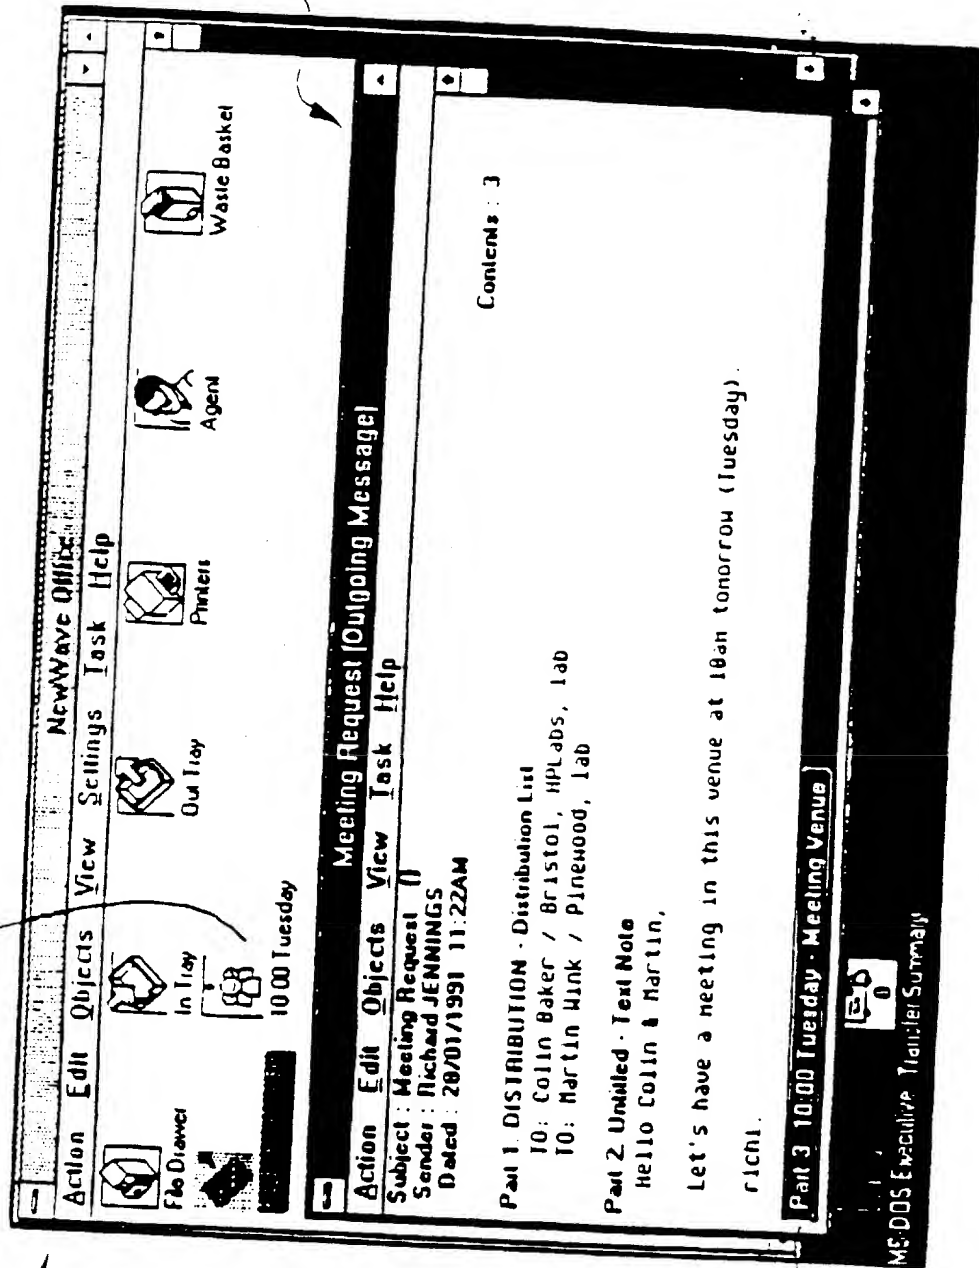 NewWave Office
Action Edit Objects View Settings Task Help
File Drawer
In Tray
Out Tray
Printers
Agent
Waste Basket
10 00 Tuesday
Meeting Request [Outgoing Message]
Action Edit Objects View Task Help
Subject : Meeting Request ()
Sender : Richard JENNINGS
Dated : 28/01/1991 11:22AM
Contents : 3
Part 1. DISTRIBUTION - Distribution List
TO: Colin Baker / Bristol, HPLabs, lab
TO: Martin Wink / Pinewood, lab
Part 2. Untitled - Text Note
Hello Colin & Martin,
Let's have a meeting in this venue at 10am tomorrow (Tuesday).
richi.
Part 3 10:00 Tuesday - Meeting Venue
MS-DOS Executive Transfer Summary